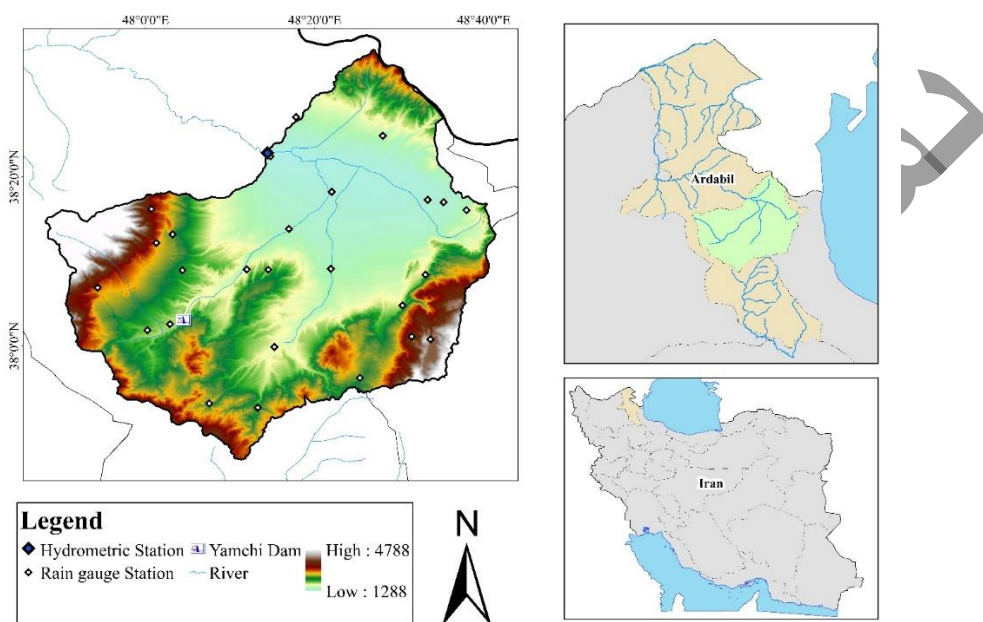 48°0'0"E 48°20'0"E 48°40'0"E
38°20'0"N
38°0'0"N
Ardabil
Iran
Legend
Hydrometric Station Yamchi Dam High : 4788
Rain gauge Station River
Low : 1288
N